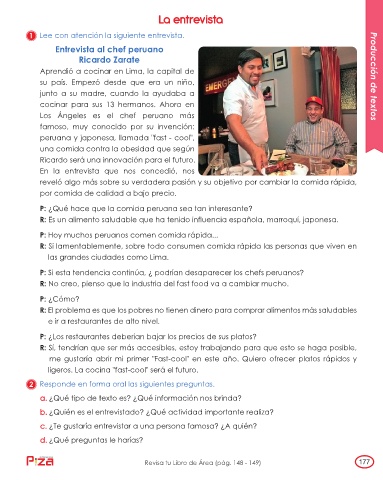 La entrevista
1 Lee con atención la siguiente entrevista.
Entrevista al chef peruano
Ricardo Zarate
Aprendió a cocinar en Lima, la capital de
su país. Empezó desde que era un niño,
junto a su madre, cuando la ayudaba a
cocinar para sus 13 hermanos. Ahora en
Los Ángeles es el chef peruano más
famoso, muy conocido por su invención:
peruana y japonesa, llamada "fast - cool",
una comida contra la obesidad que según
Ricardo será una innovación para el futuro.
En la entrevista que nos concedió, nos
reveló algo más sobre su verdadera pasión y su objetivo por cambiar la comida rápida,
por comida de calidad a bajo precio.
P: ¿Qué hace que la comida peruana sea tan interesante?
R: Es un alimento saludable que ha tenido influencia española, marroquí, japonesa.
P: Hoy muchos peruanos comen comida rápida...
R: Sí lamentablemente, sobre todo consumen comida rápida las personas que viven en
las grandes ciudades como Lima.
P: Si esta tendencia continúa, ¿ podrían desaparecer los chefs peruanos?
R: No creo, pienso que la industria del fast food va a cambiar mucho.
P: ¿Cómo?
R: El problema es que los pobres no tienen dinero para comprar alimentos más saludables
e ir a restaurantes de alto nivel.
P: ¿Los restaurantes deberían bajar los precios de sus platos?
R: Sí, tendrían que ser más accesibles, estoy trabajando para que esto se haga posible,
me gustaría abrir mi primer "Fast-cool" en este año. Quiero ofrecer platos rápidos y
ligeros. La cocina "fast-cool" será el futuro.
2 Responde en forma oral las siguientes preguntas.
a. ¿Qué tipo de texto es? ¿Qué información nos brinda?
b. ¿Quién es el entrevistado? ¿Qué actividad importante realiza?
c. ¿Te gustaría entrevistar a una persona famosa? ¿A quién?
d. ¿Qué preguntas le harías?
Producción de textos
EMERGE
Revisa tu Libro de Área (pág. 148 - 149)
177